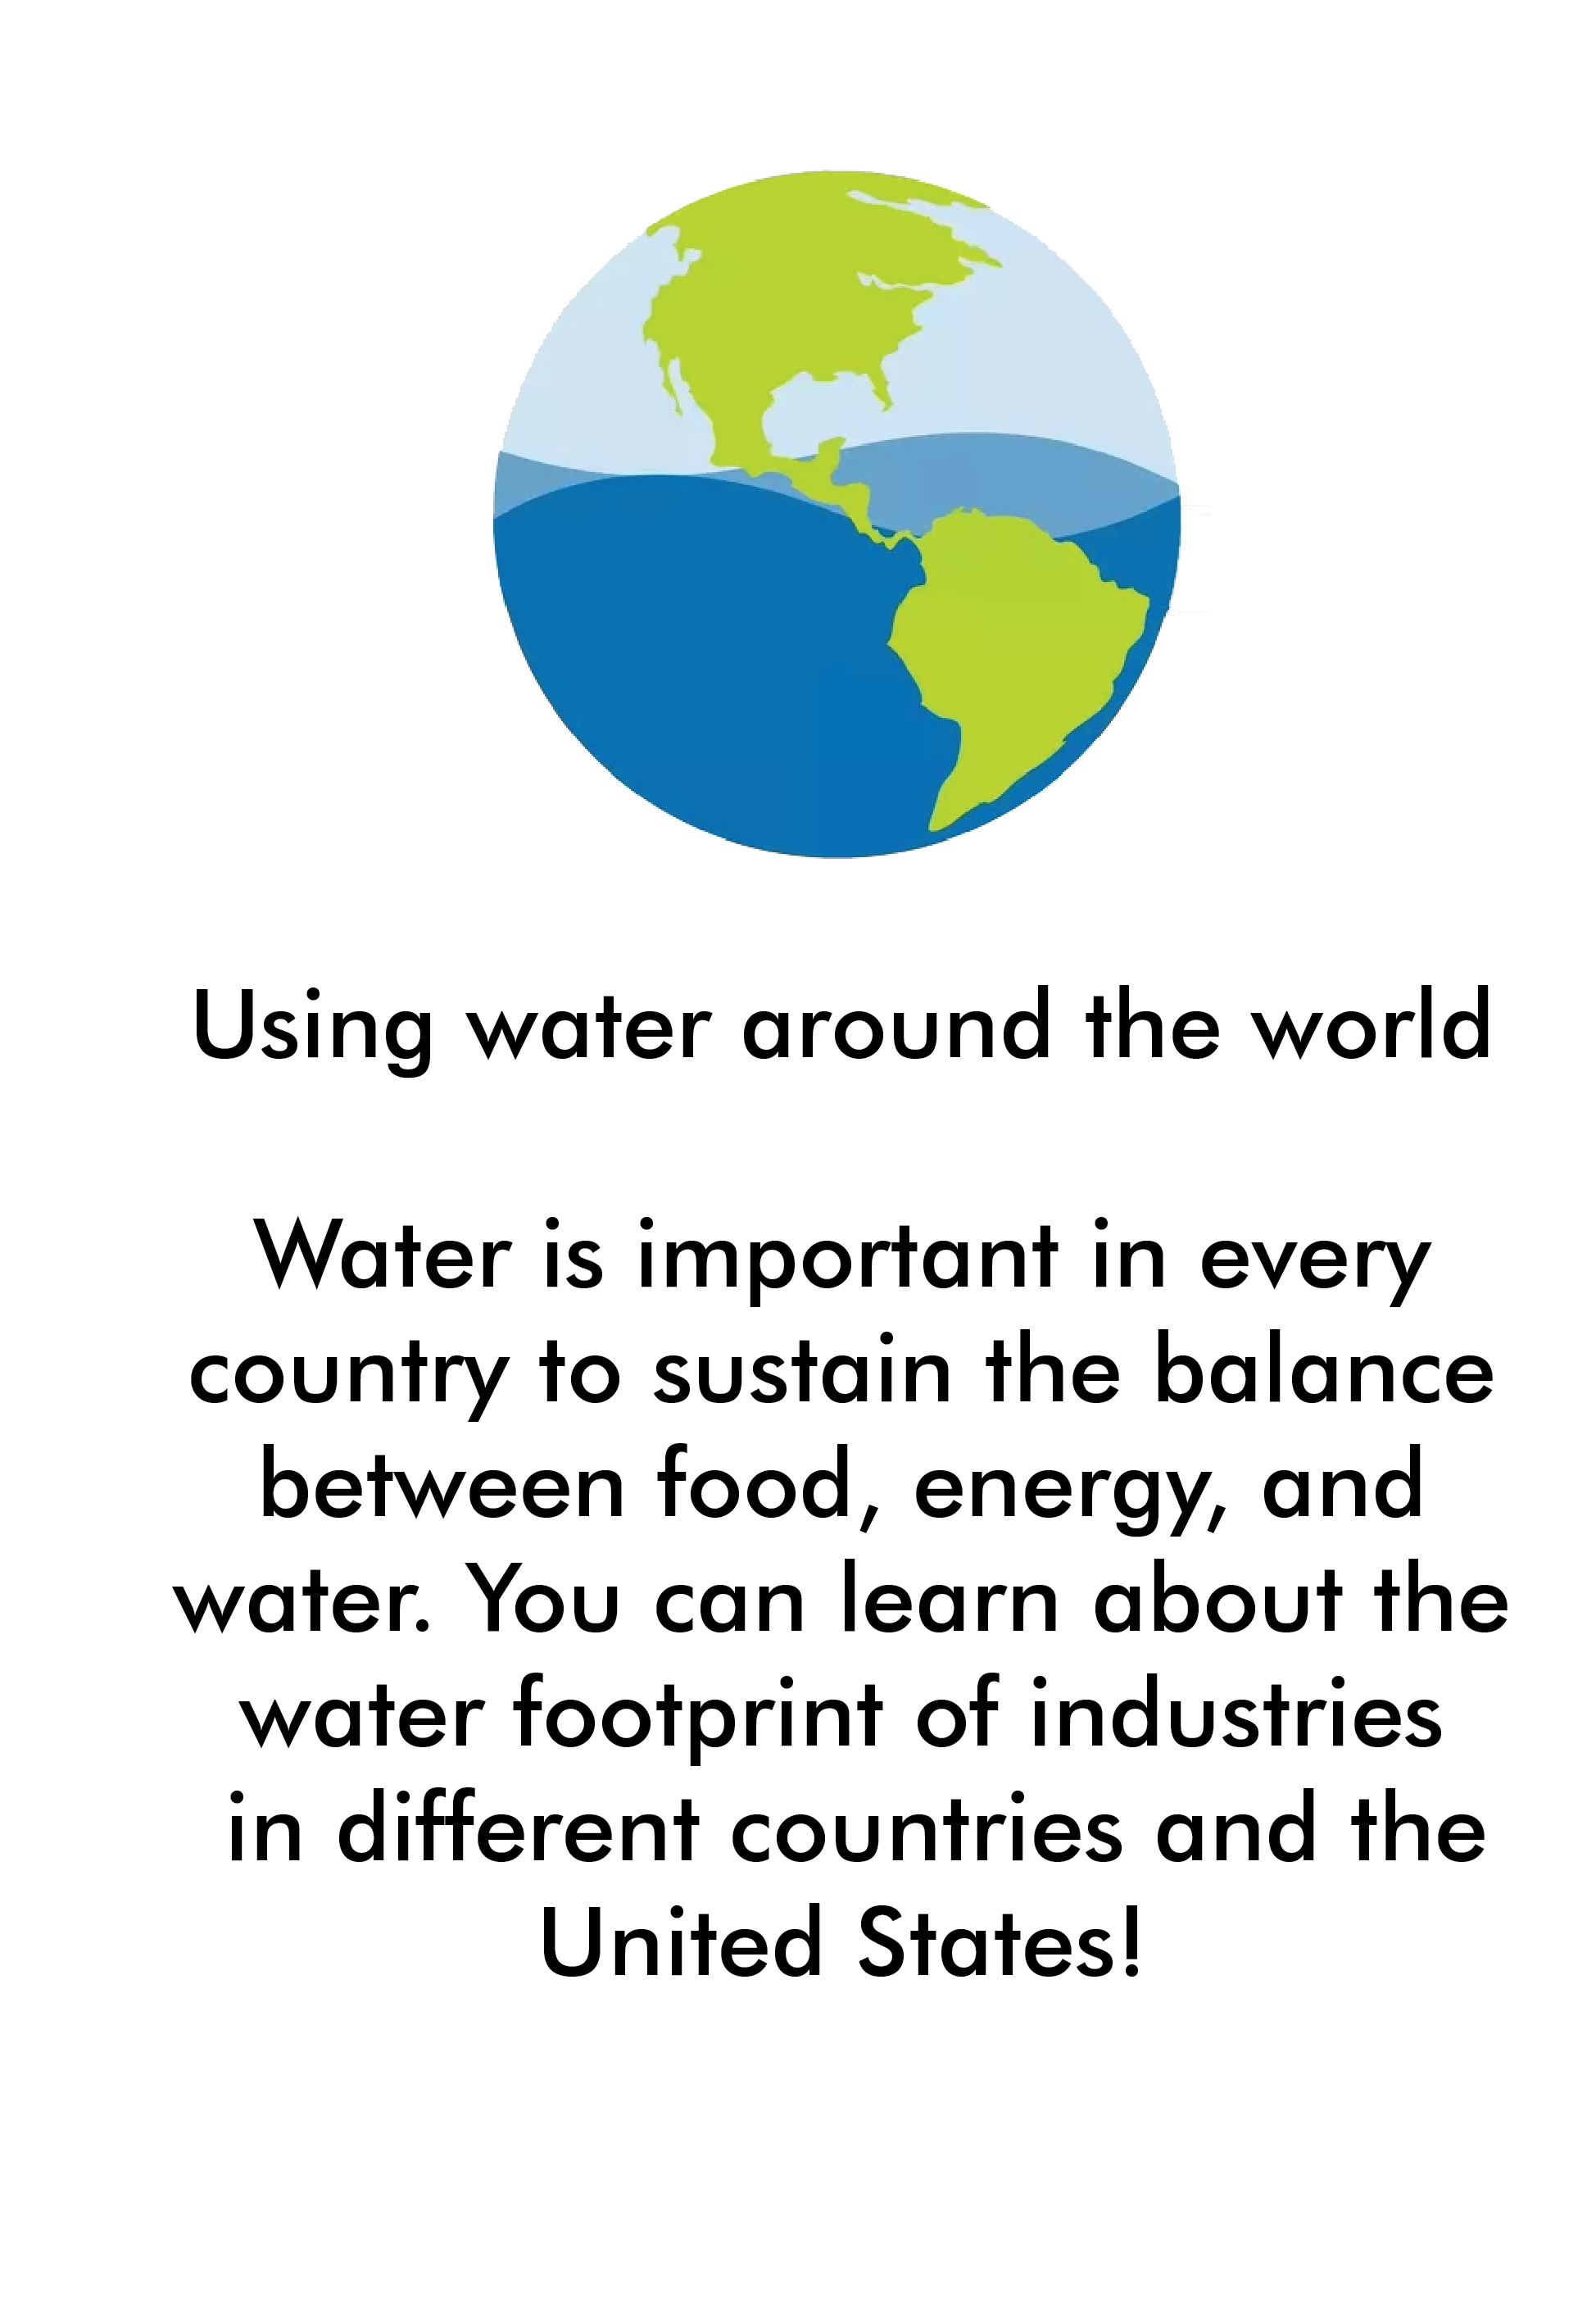 Using water around the world
Water is important in every
country to sustain the balance
between food, energy, and
water. You can learn about the
water footprint of industries
in different countries and the
United States!